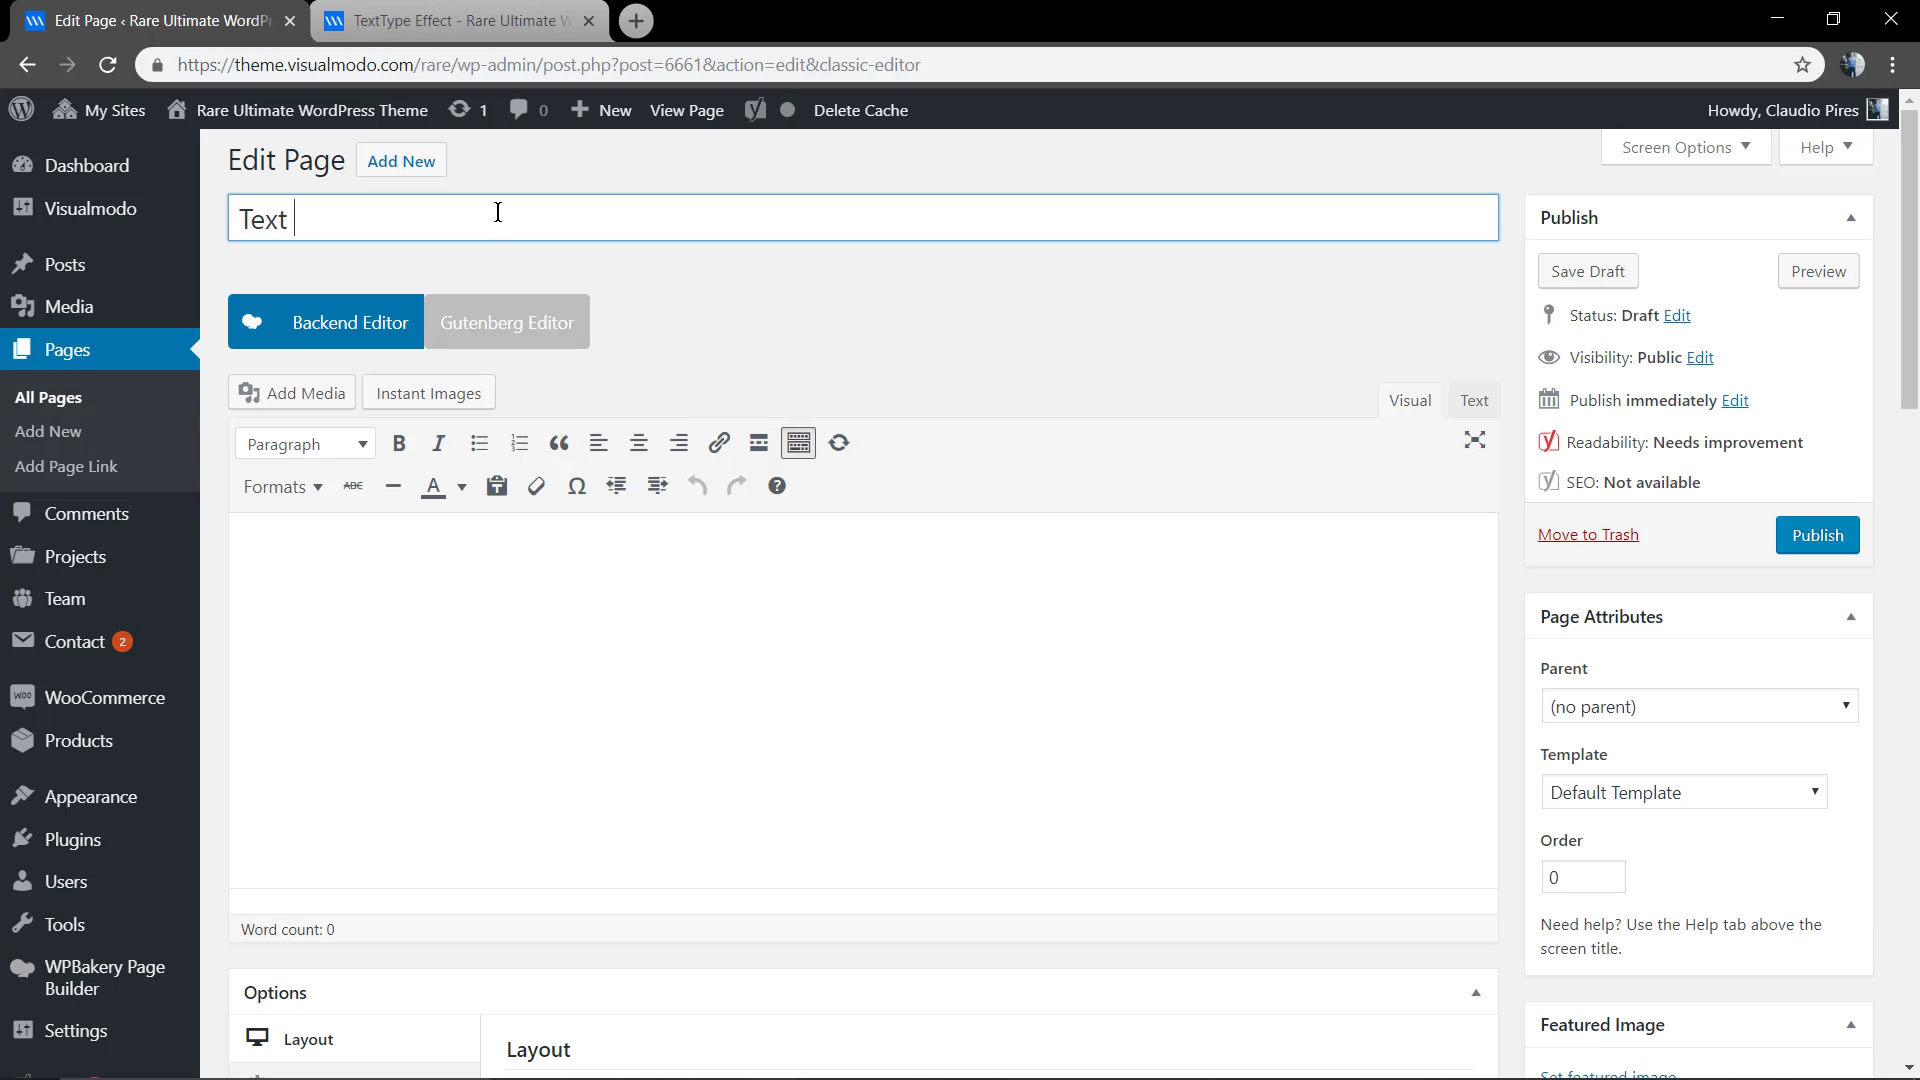 Edit Page ‹ Rare Ultimate WordPr
TextType Effect - Rare Ultimate W
https://theme.visualmodo.com/rare/wp-admin/post.php?post=6661&action=edit&classic-editor
My Sites
Rare Ultimate WordPress Theme
1
0
New
View Page
Delete Cache
Howdy, Claudio Pires
Dashboard
Visualmodo
Posts
Media
Pages
All Pages
Add New
Add Page Link
Comments
Projects
Team
Contact 2
WooCommerce
Products
Appearance
Plugins
Users
Tools
WPBakery Page
Builder
Settings
Edit Page
Add New
Screen Options
Help
Text
Backend Editor
Gutenberg Editor
Add Media
Instant Images
Visual
Text
Paragraph
B
I
Formats
ABC
A
Ω
Word count: 0
Options
Layout
Layout
Publish
Save Draft
Preview
Status: Draft Edit
Visibility: Public Edit
Publish immediately Edit
Readability: Needs improvement
SEO: Not available
Move to Trash
Publish
Page Attributes
Parent
(no parent)
Template
Default Template
Order
0
Need help? Use the Help tab above the
screen title.
Featured Image
Set featured image